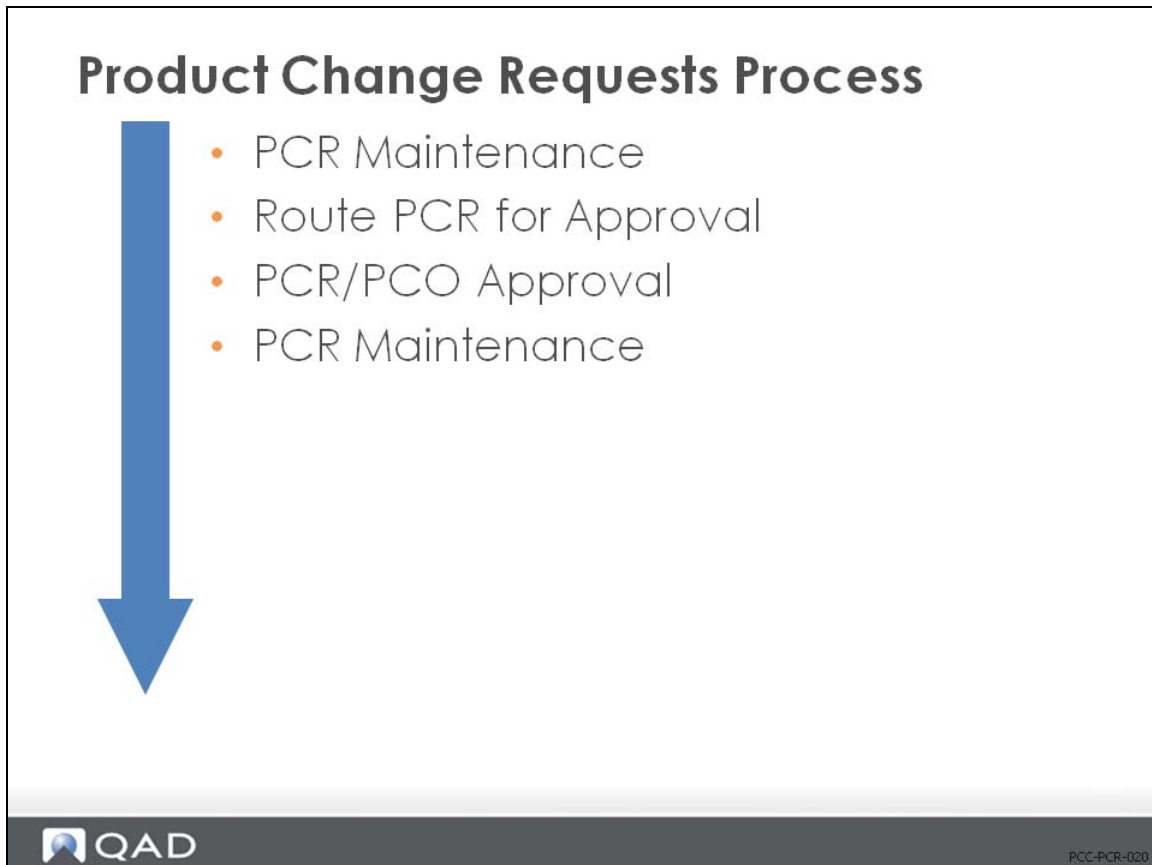 Product Change Requests Process
• PCR Maintenance
• Route PCR for Approval
• PCR/PCO Approval
• PCR Maintenance
QAD
PCC-PCR-020